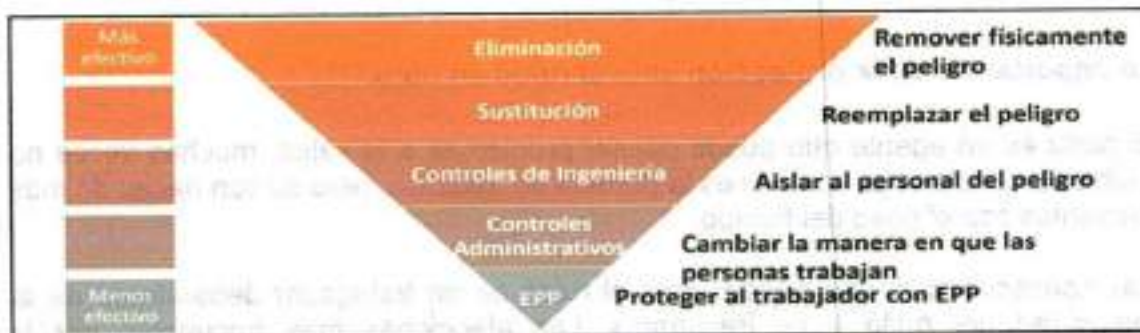 Más
efectivo
Eliminación
Remover físicamente
el peligro
Sustitución
Reemplazar el peligro
Controles de Ingeniería
Aislar al personal del peligro
Controles
Administrativos
Cambiar la manera en que las
personas trabajan
Menos
efectivo
EPP
Proteger al trabajador con EPP